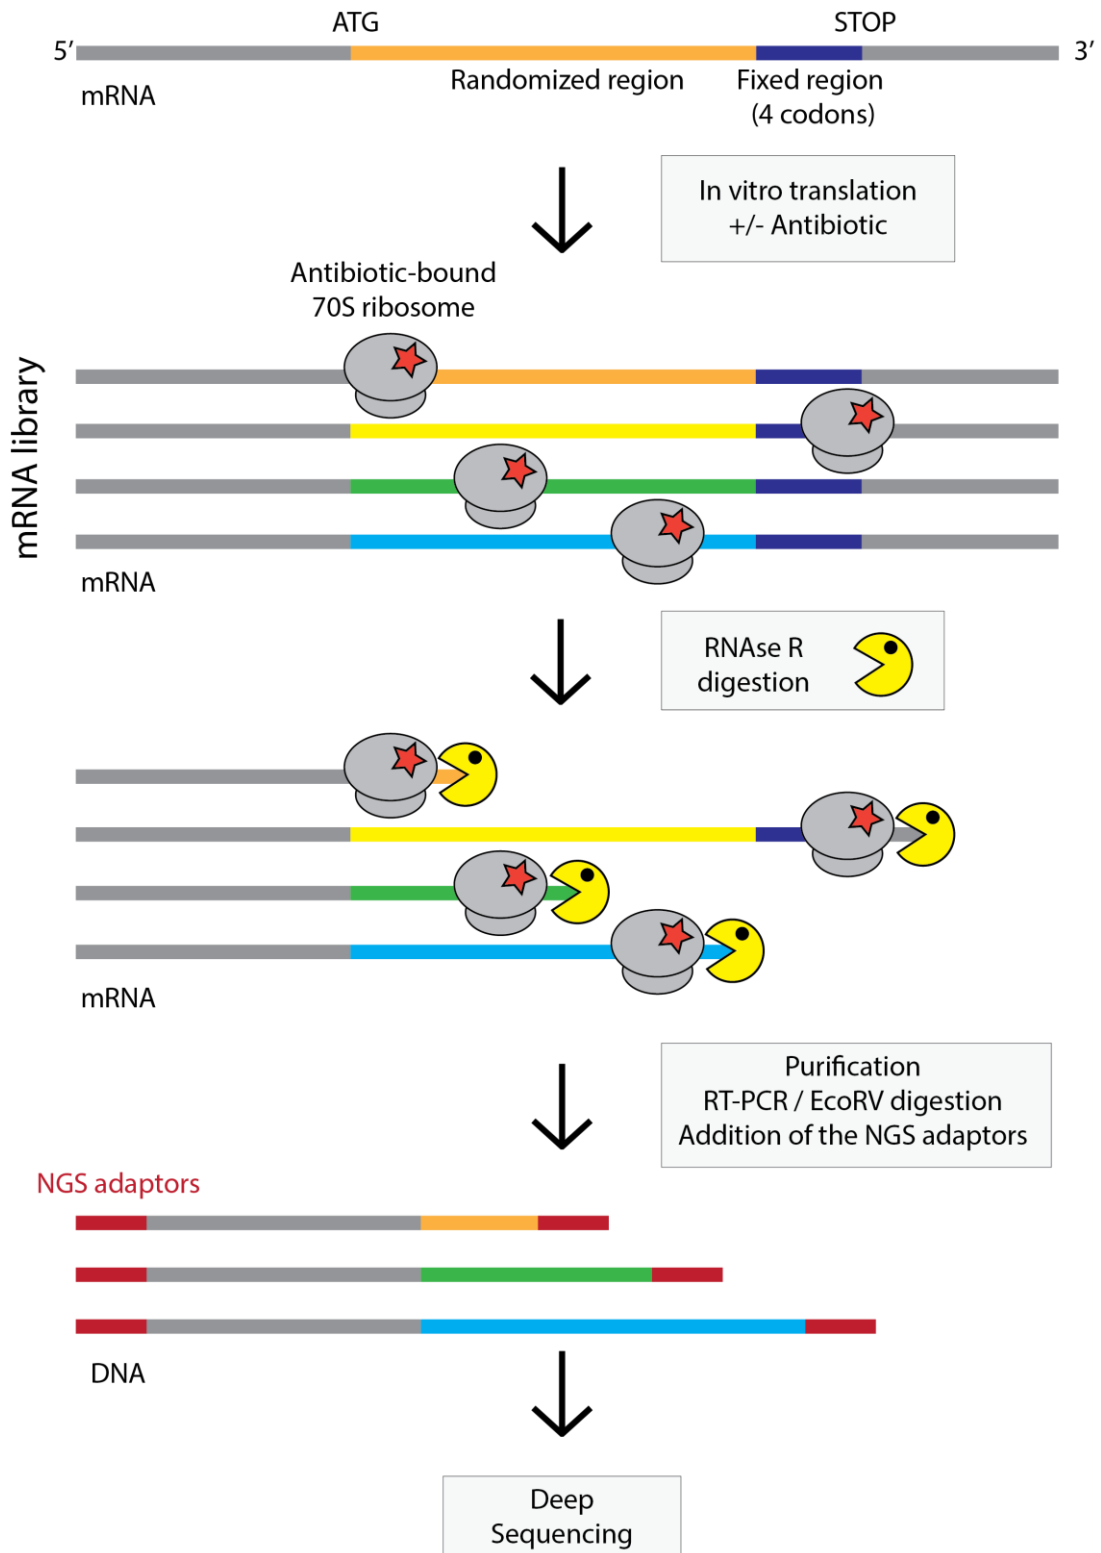 ATG
STOP
5’
3’
mRNA
Randomized region
Fixed region
(4 codons)
In vitro translation
+/- Antibiotic
Antibiotic-bound
70S ribosome
mRNA library
mRNA
RNAse R
digestion
mRNA
Purification
RT-PCR / EcoRV digestion
Addition of the NGS adaptors
NGS adaptors
DNA
Deep
Sequencing